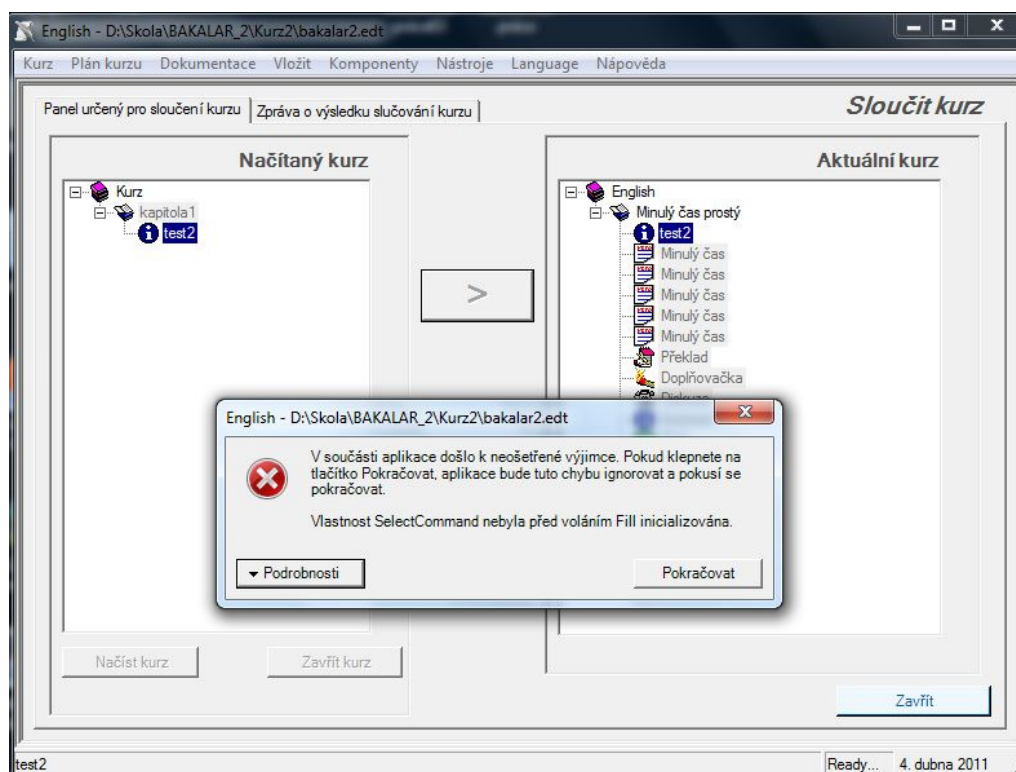 English - D:\Skola\BAKALAR_2\Kurz2\bakalar2.edt
Kurz Plán kurzu Dokumentace Vložit Komponenty Nástroje Language Nápověda
Panel určený pro sloučení kurzu
Zpráva o výsledku slučování kurzu
Sloučit kurz
Načítaný kurz
Kurz
kapitola1
test2
>
Aktuální kurz
English
Minulý čas prostý
test2
Minulý čas
Minulý čas
Minulý čas
Minulý čas
Minulý čas
Překlad
Doplňovačka
Diskuze
English - D:\Skola\BAKALAR_2\Kurz2\bakalar2.edt
V součásti aplikace došlo k neošetřené výjimce. Pokud klepnete na
tlačítko Pokračovat, aplikace bude tuto chybu ignorovat a pokusí se
pokračovat.
Vlastnost SelectCommand nebyla před voláním Fill inicializována.
Podrobnosti
Pokračovat
Načíst kurz
Zavřít kurz
Zavřít
test2
Ready... 4. dubna 2011